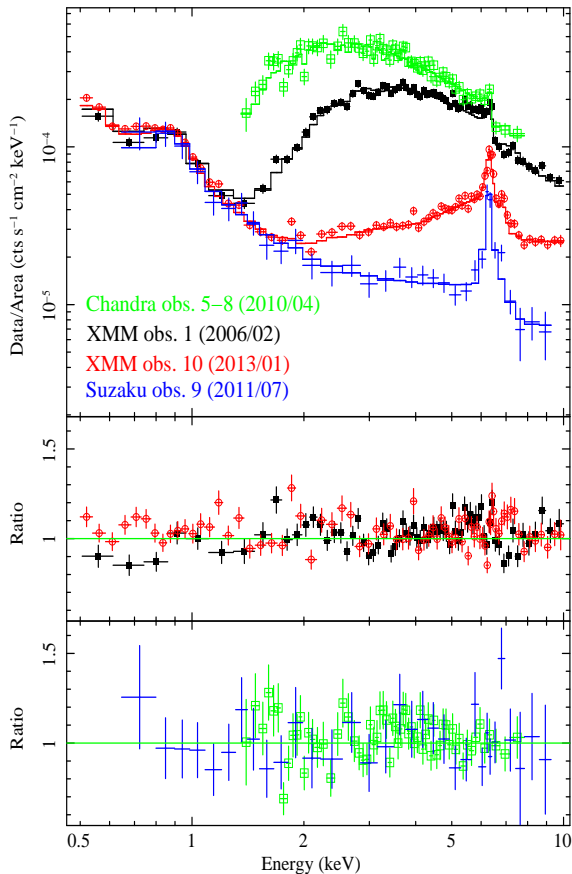 Data/Area (cts s⁻¹ cm⁻² keV⁻¹)
10⁻⁴
10⁻⁵
Chandra obs. 5−8 (2010/04)
XMM obs. 1 (2006/02)
XMM obs. 10 (2013/01)
Suzaku obs. 9 (2011/07)
Ratio
1.5
1
Ratio
1.5
1
0.5 1 2 5 10
Energy (keV)